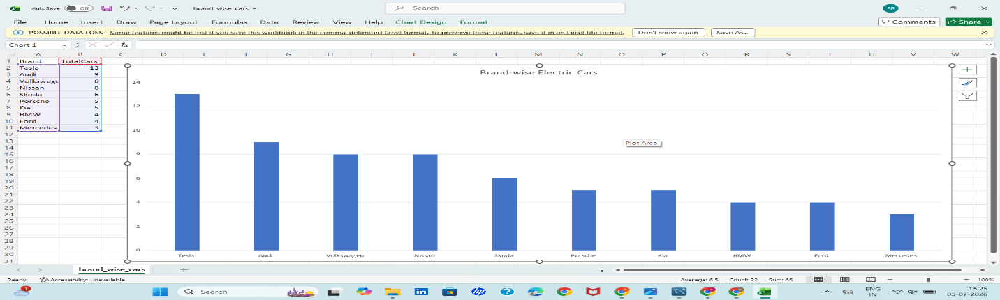 AutoSave Off brand_wise_cars Search RR
File Home Insert Draw Page Layout Formulas Data Review View Help Chart Design Format Comments Share
POSSIBLE DATA LOSS Some features might be lost if you save this workbook in the comma-delimited (.csv) format. To preserve these features, save it in an Excel file format. Don't show again Save As...
Chart 1 fx
A B C D E F G H I J K L M N O P Q R S T U V W
1 Brand TotalCars
2 Tesla 13
3 Audi 9
4 Volkswage 8
5 Nissan 8
6 Skoda 6
7 Porsche 5
8 Kia 5
9 BMW 4
10 Ford 4
11 Mercedes 3
12
13
14
15
16
17
18
19
20
21
22
23
24
25
26
27
28
29
30
31
Brand-wise Electric Cars
14
12
10
8
6
4
2
0
Plot Area
Tesla Audi Volkswagen Nissan Skoda Porsche Kia BMW Ford Mercedes
brand_wise_cars
Ready Accessibility: Unavailable Average: 6.5 Count: 22 Sum: 65 100%
1 Search in hp ENG 15:25
IN 05-07-2026